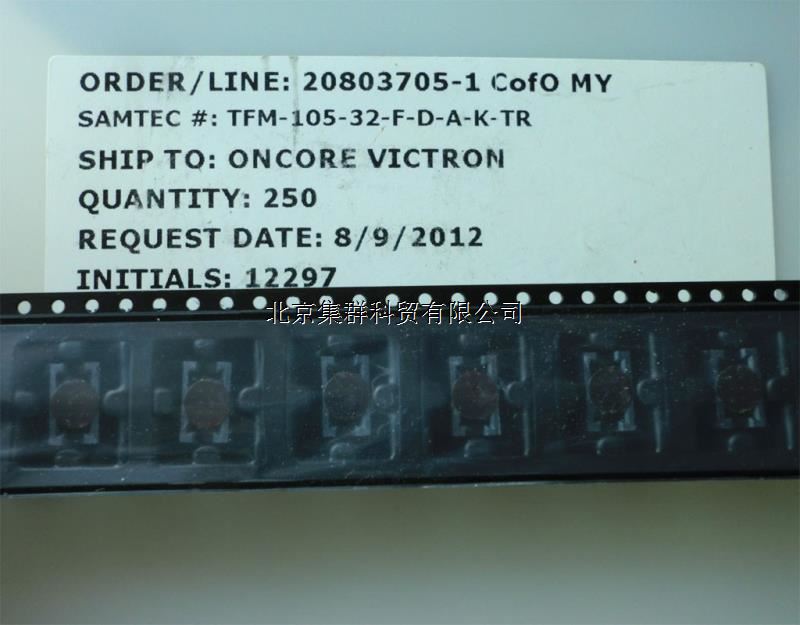 ORDER/LINE: 20803705-1 CofO MY
SAMTEC #: TFM-105-32-F-D-A-K-TR
SHIP TO: ONCORE VICTRON
QUANTITY: 250
REQUEST DATE: 8/9/2012
INITIALS: 12297
北京集群科贸有限公司